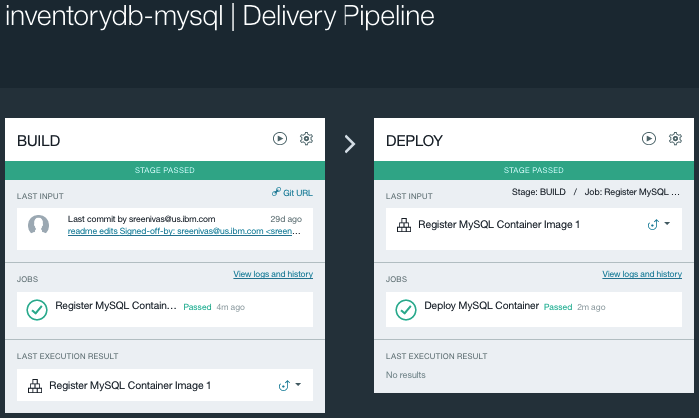 inventorydb-mysql | Delivery Pipeline
BUILD
STAGE PASSED
LAST INPUT
Git URL
Last commit by sreenivas@us.ibm.com
29d ago
readme edits Signed-off-by: sreenivas@us.ibm.com <sreen...
JOBS
View logs and history
Register MySQL Contain... Passed 4m ago
LAST EXECUTION RESULT
Register MySQL Container Image 1
DEPLOY
STAGE PASSED
LAST INPUT
Stage: BUILD / Job: Register MySQL ...
Register MySQL Container Image 1
JOBS
View logs and history
Deploy MySQL Container Passed 2m ago
LAST EXECUTION RESULT
No results